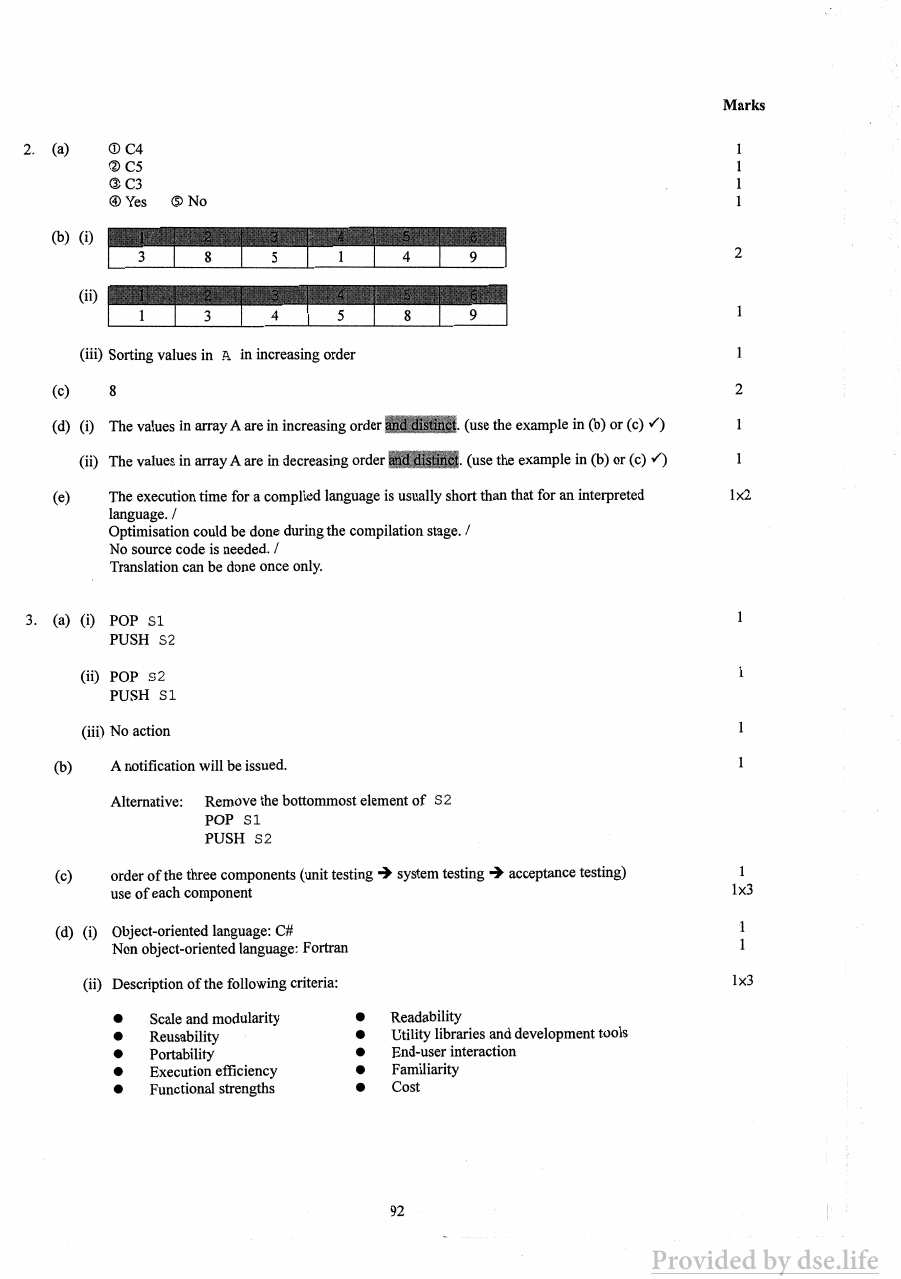 Marks
2. (a) ① C4 1
② C5 1
③ C3 1
④ Yes ⑤ No 1
(b) (i) 1 2 3 4 5 6
3 8 5 1 4 9 2
(ii) 1 2 3 4 5 6
1 3 4 5 8 9 1
(iii) Sorting values in A in increasing order 1
(c) 8 2
(d) (i) The values in array A are in increasing order and distinct. (use the example in (b) or (c) ✓) 1
(ii) The values in array A are in decreasing order and distinct. (use the example in (b) or (c) ✓) 1
(e) The execution time for a complied language is usually short than that for an interpreted 1x2
language. /
Optimisation could be done during the compilation stage. /
No source code is needed. /
Translation can be done once only.
3. (a) (i) POP S1 1
PUSH S2
(ii) POP S2 1
PUSH S1
(iii) No action 1
(b) A notification will be issued. 1
Alternative: Remove the bottommost element of S2
POP S1
PUSH S2
(c) order of the three components (unit testing ➔ system testing ➔ acceptance testing) 1
use of each component 1x3
(d) (i) Object-oriented language: C# 1
Non object-oriented language: Fortran 1
(ii) Description of the following criteria: 1x3
● Scale and modularity ● Readability
● Reusability ● Utility libraries and development tools
● Portability ● End-user interaction
● Execution efficiency ● Familiarity
● Functional strengths ● Cost
92
Provided by dse.life